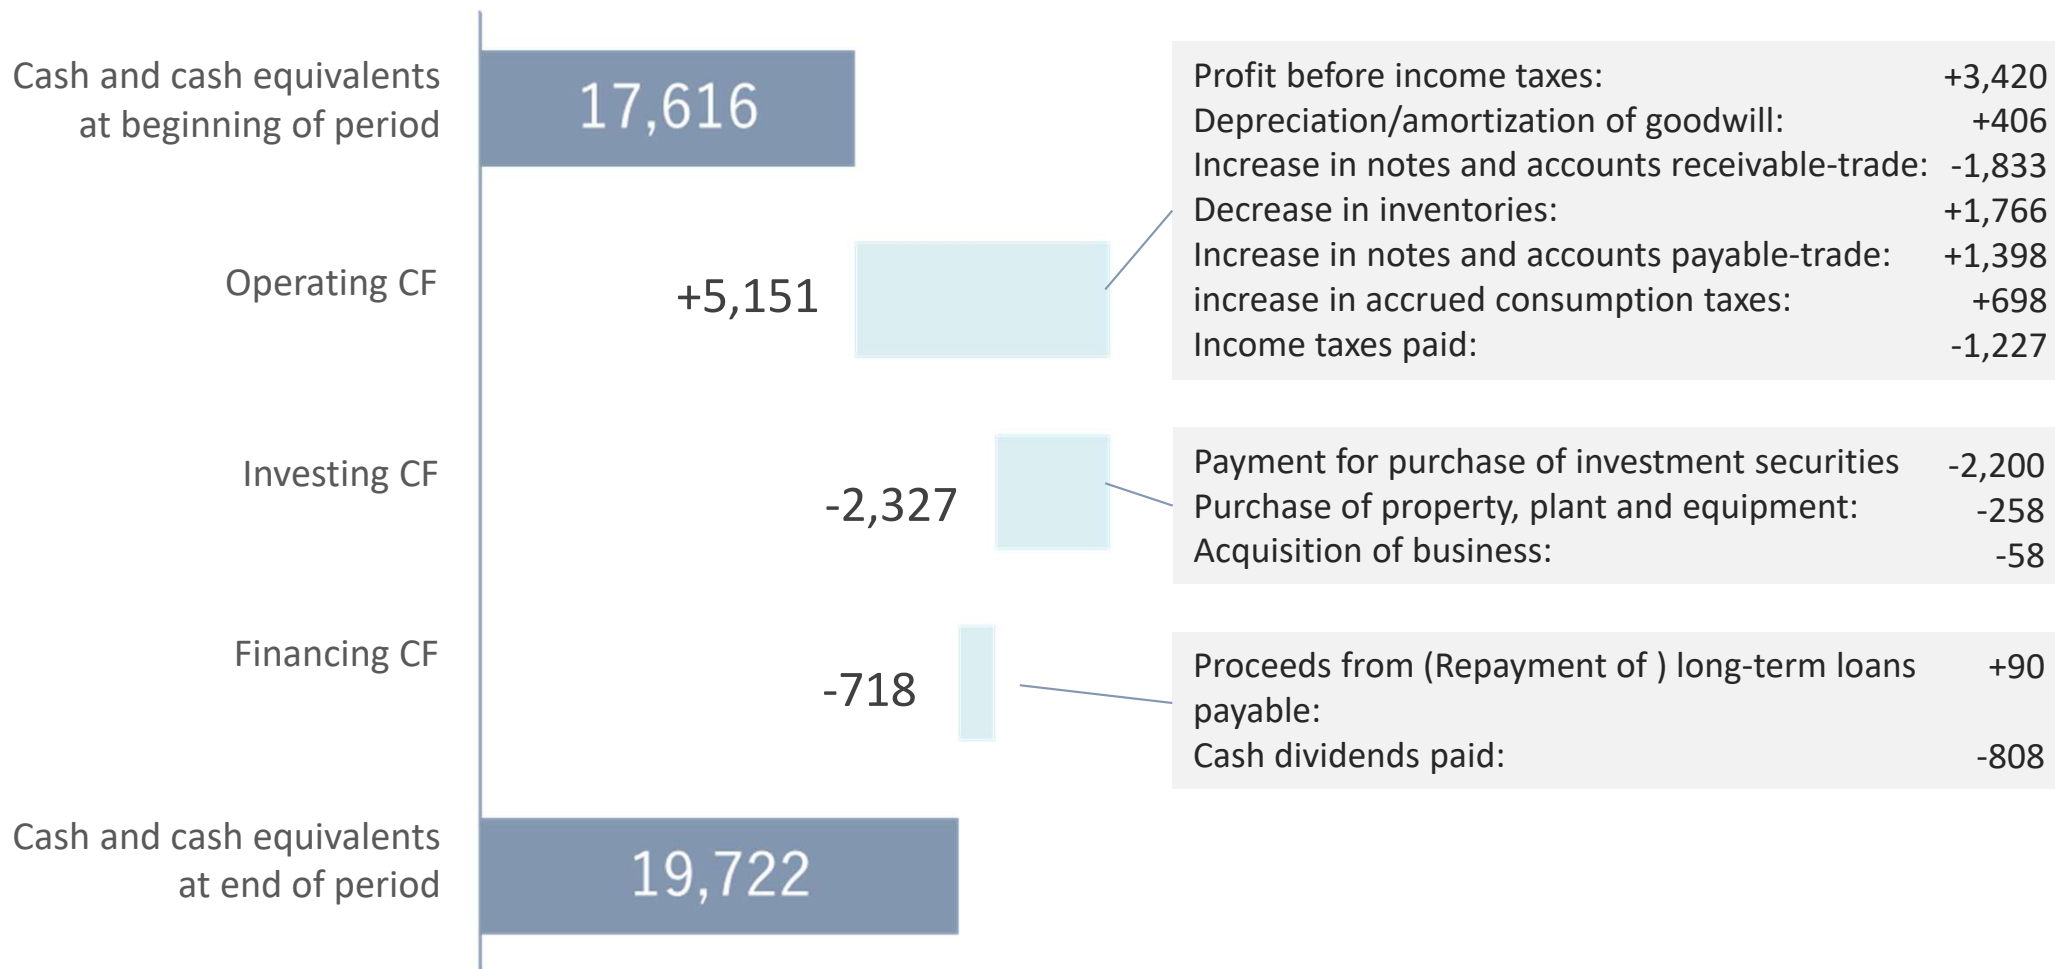 Cash and cash equivalents
at beginning of period
17,616
Profit before income taxes: +3,420
Depreciation/amortization of goodwill: +406
Increase in notes and accounts receivable-trade: -1,833
Decrease in inventories: +1,766
Increase in notes and accounts payable-trade: +1,398
increase in accrued consumption taxes: +698
Income taxes paid: -1,227
Operating CF
+5,151
Investing CF
-2,327
Payment for purchase of investment securities -2,200
Purchase of property, plant and equipment: -258
Acquisition of business: -58
Financing CF
-718
Proceeds from (Repayment of ) long-term loans +90
payable:
Cash dividends paid: -808
Cash and cash equivalents
at end of period
19,722